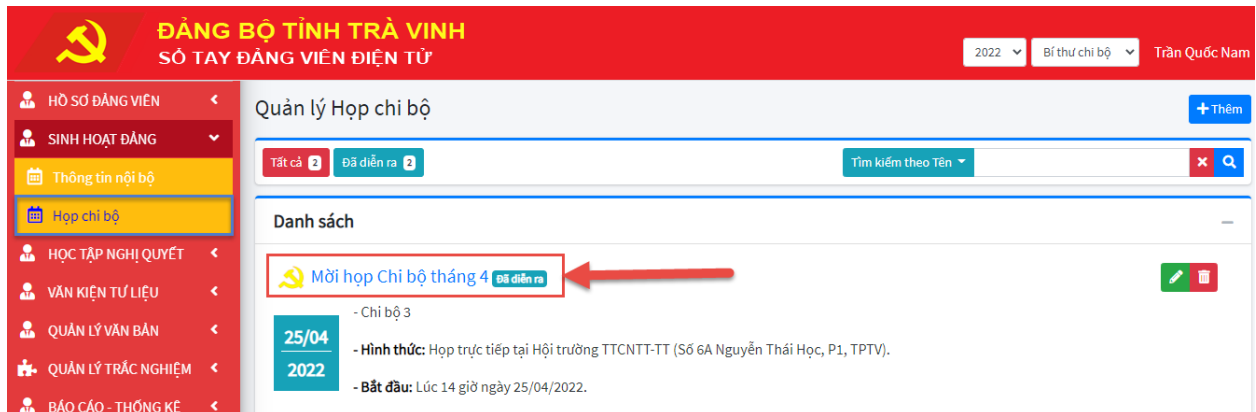 ĐẢNG BỘ TỈNH TRÀ VINH
SỔ TAY ĐẢNG VIÊN ĐIỆN TỬ
2022
Bí thư chi bộ
Trần Quốc Nam
HỒ SƠ ĐẢNG VIÊN
SINH HOẠT ĐẢNG
Thông tin nội bộ
Họp chi bộ
HỌC TẬP NGHỊ QUYẾT
VĂN KIỆN TƯ LIỆU
QUẢN LÝ VĂN BẢN
QUẢN LÝ TRẮC NGHIỆM
BÁO CÁO - THỐNG KÊ
Quản lý Họp chi bộ
Thêm
Tất cả 2
Đã diễn ra 2
Tìm kiếm theo Tên
Danh sách
Mời họp Chi bộ tháng 4 Đã diễn ra
25/04
2022
- Chi bộ 3
- Hình thức: Họp trực tiếp tại Hội trường TTCNTT-TT (Số 6A Nguyễn Thái Học, P1, TPTV).
- Bắt đầu: Lúc 14 giờ ngày 25/04/2022.